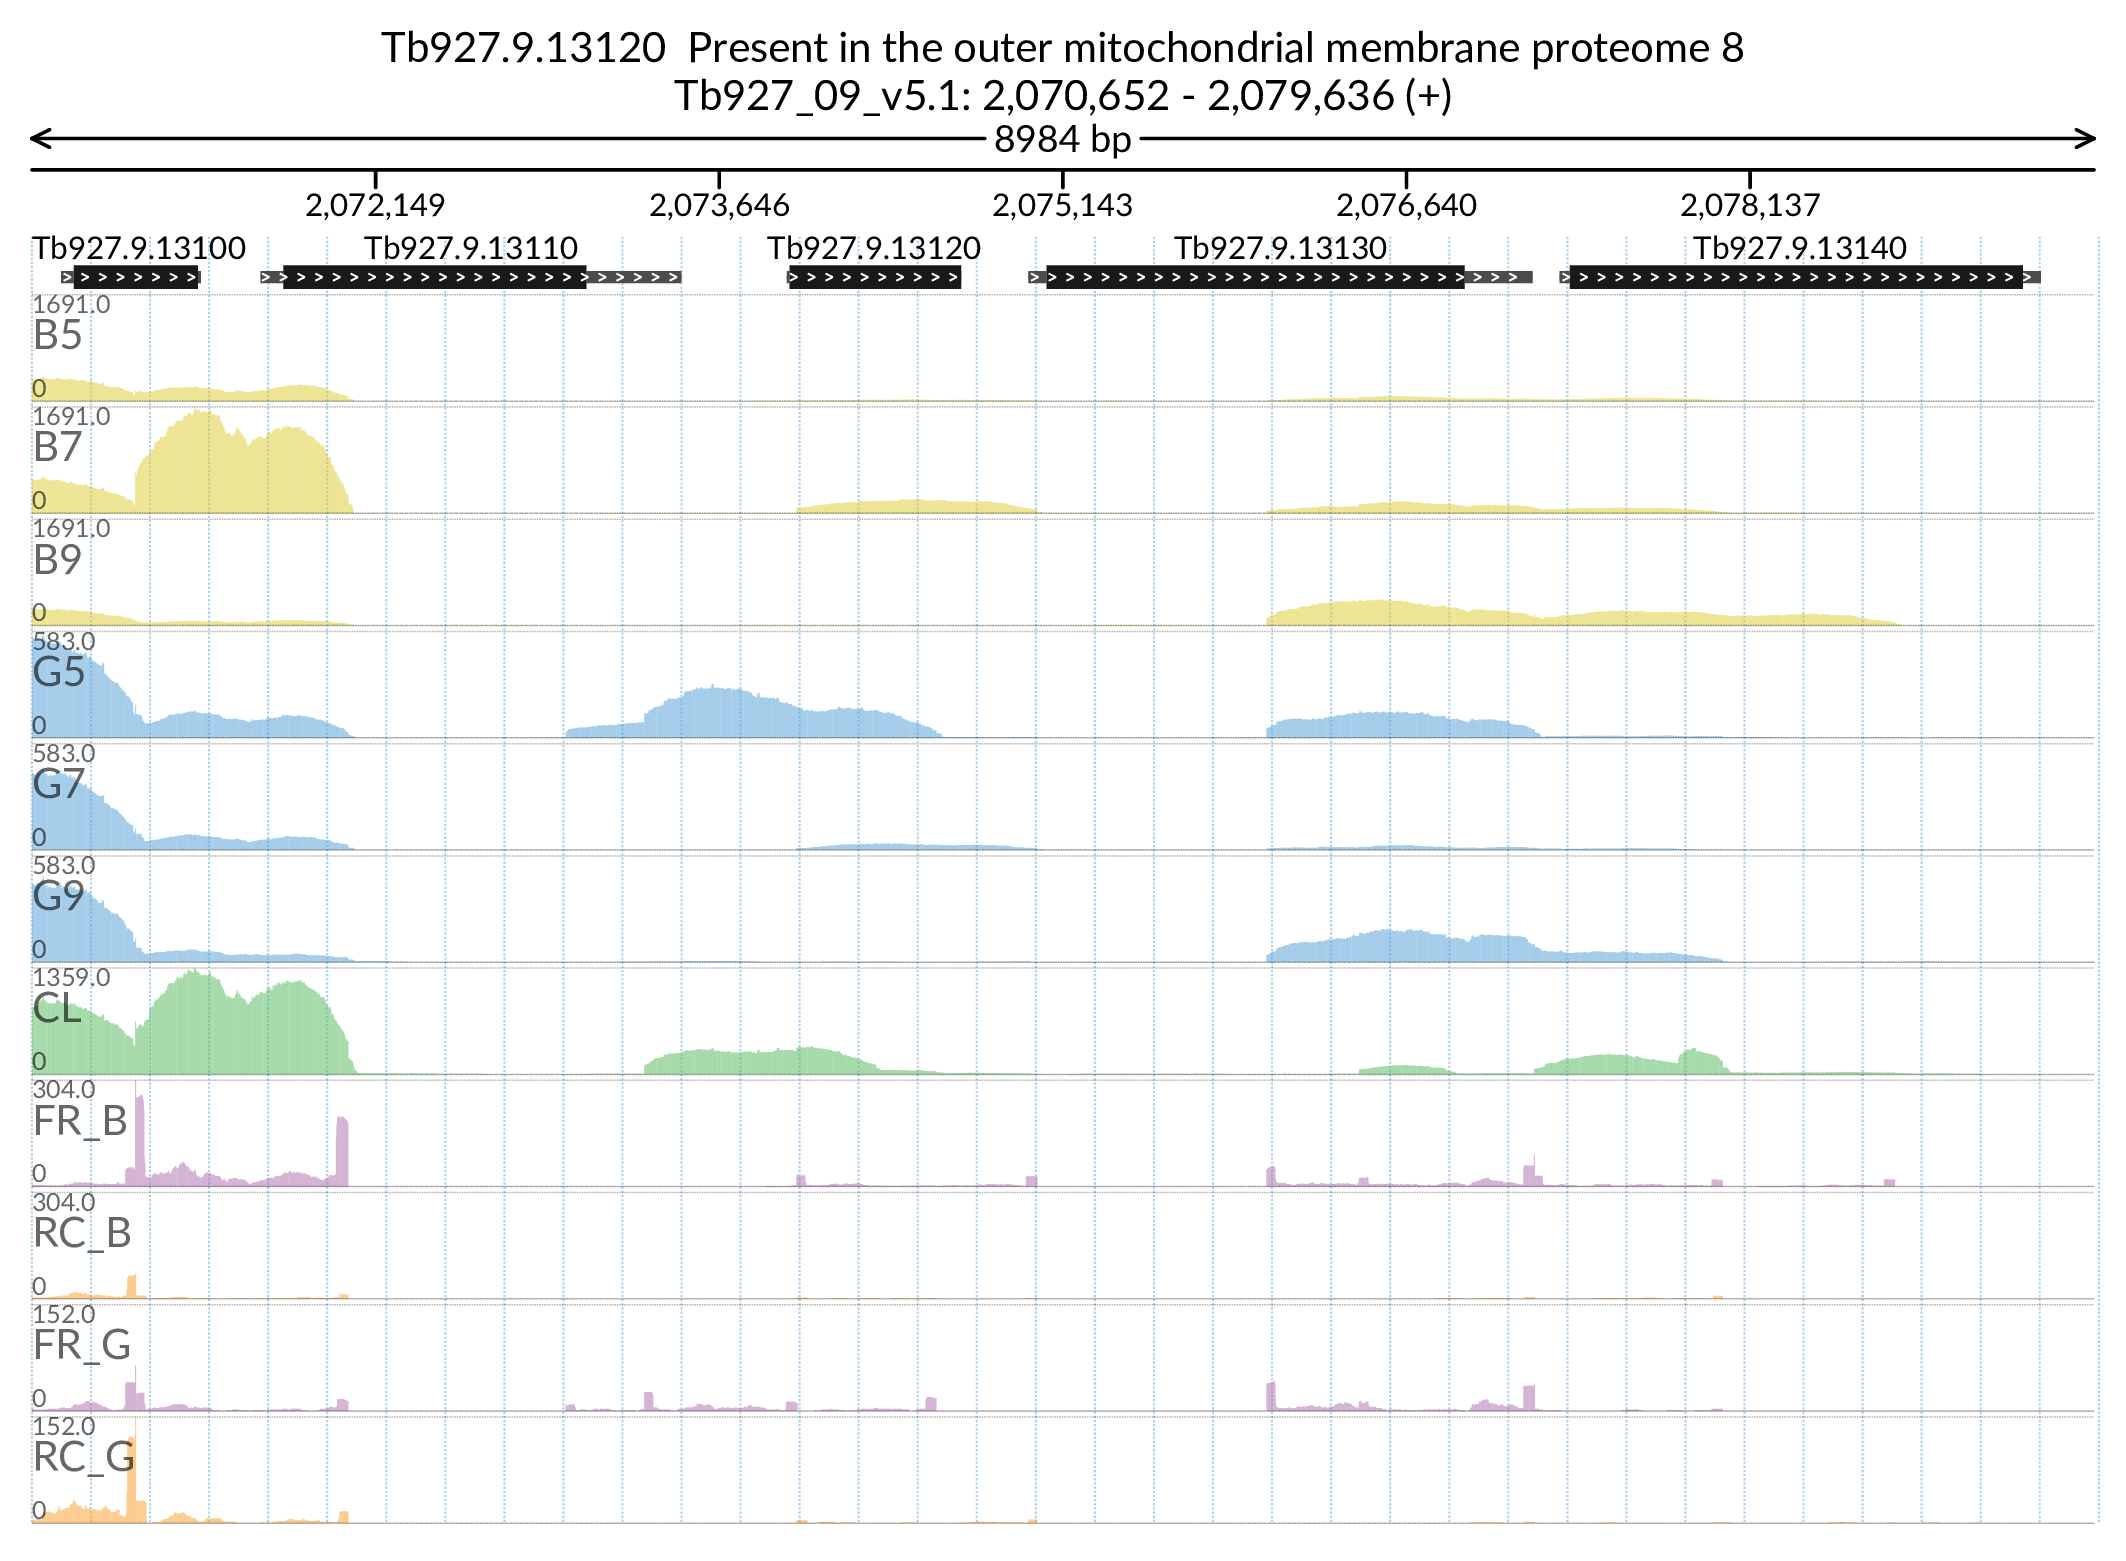 Tb927.9.13120 Present in the outer mitochondrial membrane proteome 8
Tb927_09_v5.1: 2,070,652 - 2,079,636 (+)
8984 bp
2,072,149 2,073,646 2,075,143 2,076,640 2,078,137
Tb927.9.13100 Tb927.9.13110 Tb927.9.13120 Tb927.9.13130 Tb927.9.13140
1691.0
B5
0
1691.0
B7
0
1691.0
B9
0
583.0
G5
0
583.0
G7
0
583.0
G9
0
1359.0
CL
0
304.0
FR_B
0
304.0
RC_B
0
152.0
FR_G
0
152.0
RC_G
0